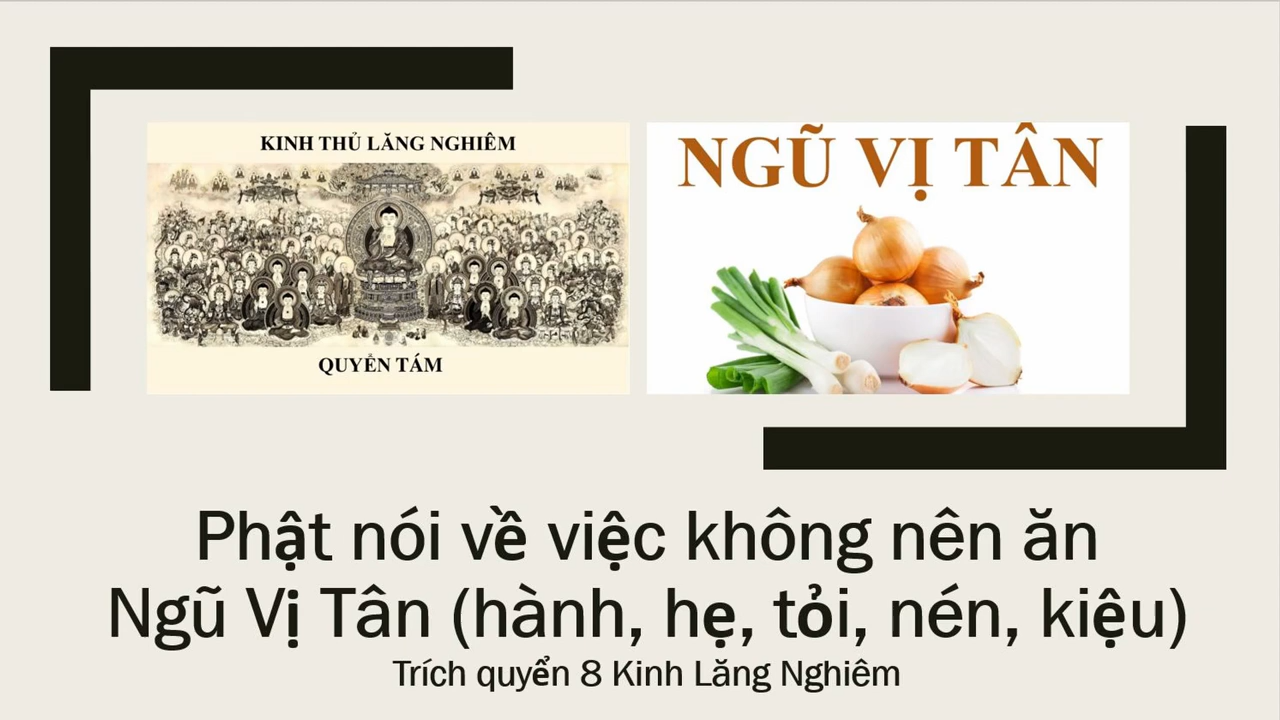 KINH THỦ LĂNG NGHIÊM
QUYỂN TÁM
NGŨ VỊ TÂN
Phật nói về việc không nên ăn
Ngũ Vị Tân (hành, hẹ, tỏi, nén, kiệu)
Trích quyển 8 Kinh Lăng Nghiêm